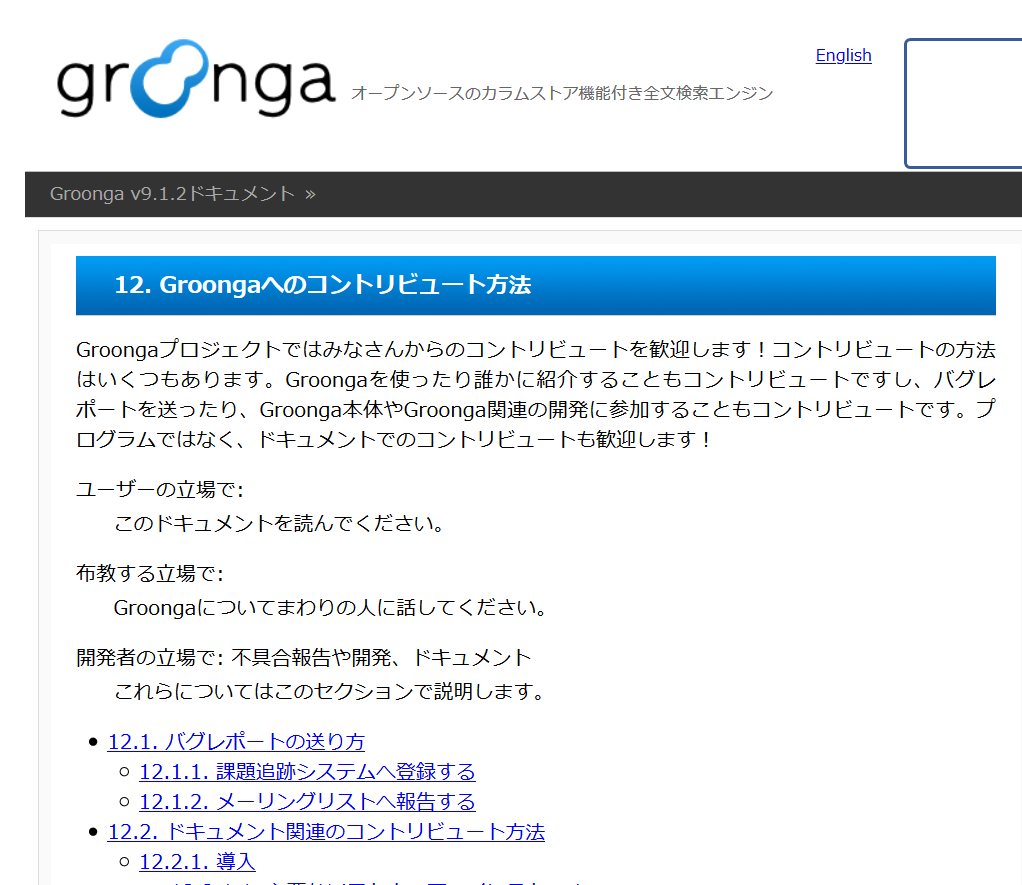 groonga
オープンソースのカラムストア機能付き全文検索エンジン
English
Groonga v9.1.2ドキュメント »
12. Groongaへのコントリビュート方法
Groongaプロジェクトではみなさんからのコントリビュートを歓迎します！コントリビュートの方法
はいくつもあります。Groongaを使ったり誰かに紹介することもコントリビュートですし、バグレ
ポートを送ったり、Groonga本体やGroonga関連の開発に参加することもコントリビュートです。プ
ログラムではなく、ドキュメントでのコントリビュートも歓迎します！
ユーザーの立場で:
このドキュメントを読んでください。
布教する立場で:
Groongaについてまわりの人に話してください。
開発者の立場で: 不具合報告や開発、ドキュメント
これらについてはこのセクションで説明します。
12.1. バグレポートの送り方
12.1.1. 課題追跡システムへ登録する
12.1.2. メーリングリストへ報告する
12.2. ドキュメント関連のコントリビュート方法
12.2.1. 導入